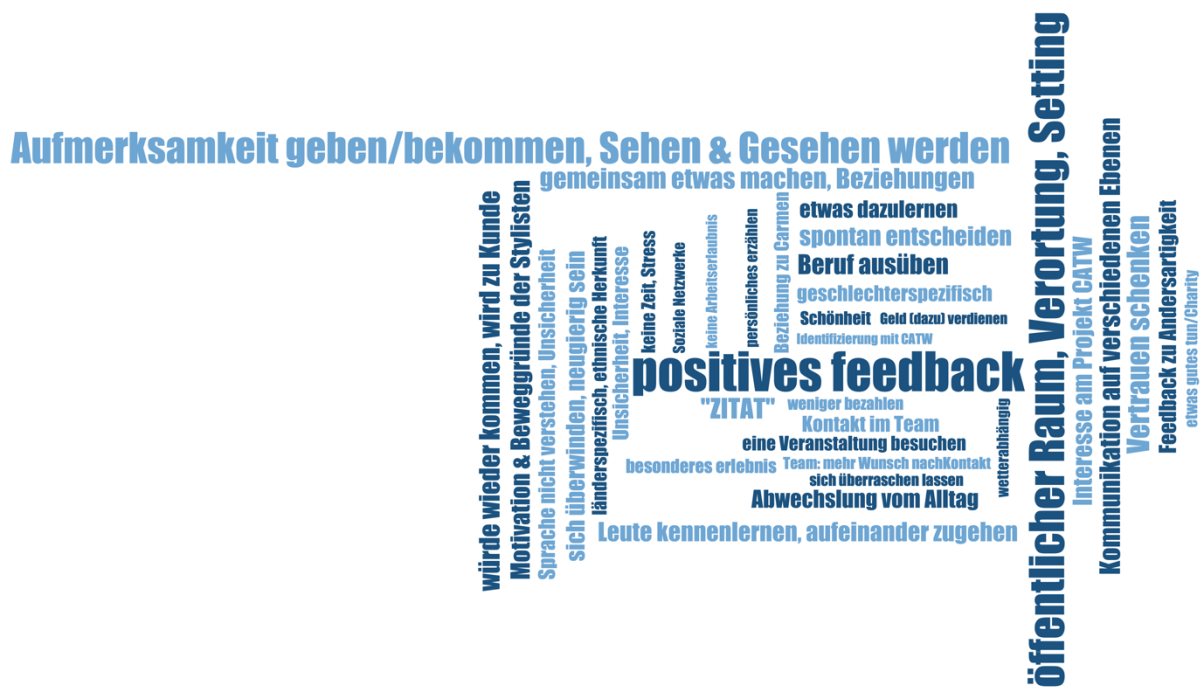 Aufmerksamkeit geben/bekommen, Sehen & Gesehen werden
gemeinsam etwas machen, Beziehungen
würde wieder kommen, wird zu Kunde
Motivation & Beweggründe der Stylisten
Sprache nicht verstehen, Unsicherheit
sich überwinden, neugierig sein
länderspezifisch, ethnische Herkunft
Unsicherheit, Interesse
keine Zeit, Stress
Soziale Netzwerke
keine Arbeitserlaubnis
persönliches erzählen
Beziehung zu Carmen
etwas dazulernen
spontan entscheiden
Beruf ausüben
geschlechterspezifisch
Schönheit
Geld (dazu) verdienen
Identifizierung mit CATW
positives feedback
"ZITAT"
weniger bezahlen
Kontakt im Team
eine Veranstaltung besuchen
besonderes erlebnis
Team: mehr Wunsch nachKontakt
sich überraschen lassen
Abwechslung vom Alltag
wetterabhängig
Leute kennenlernen, aufeinander zugehen
öffentlicher Raum, Verortung, Setting
Interesse am Projekt CATW
Kommunikation auf verschiedenen Ebenen
Vertrauen schenken
Feedback zu Andersartigkeit
etwas gutes tun/Charity